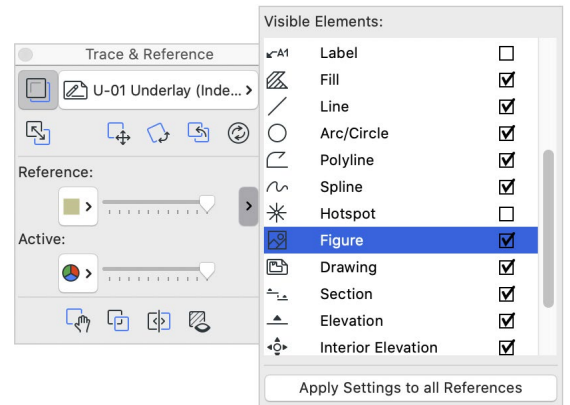 Trace & Reference
U-01 Underlay (Inde...
Reference:
Active:
Visible Elements:
A1 Label
Fill
Line
Arc/Circle
Polyline
Spline
Hotspot
Figure
Drawing
Section
Elevation
Interior Elevation
Apply Settings to all References